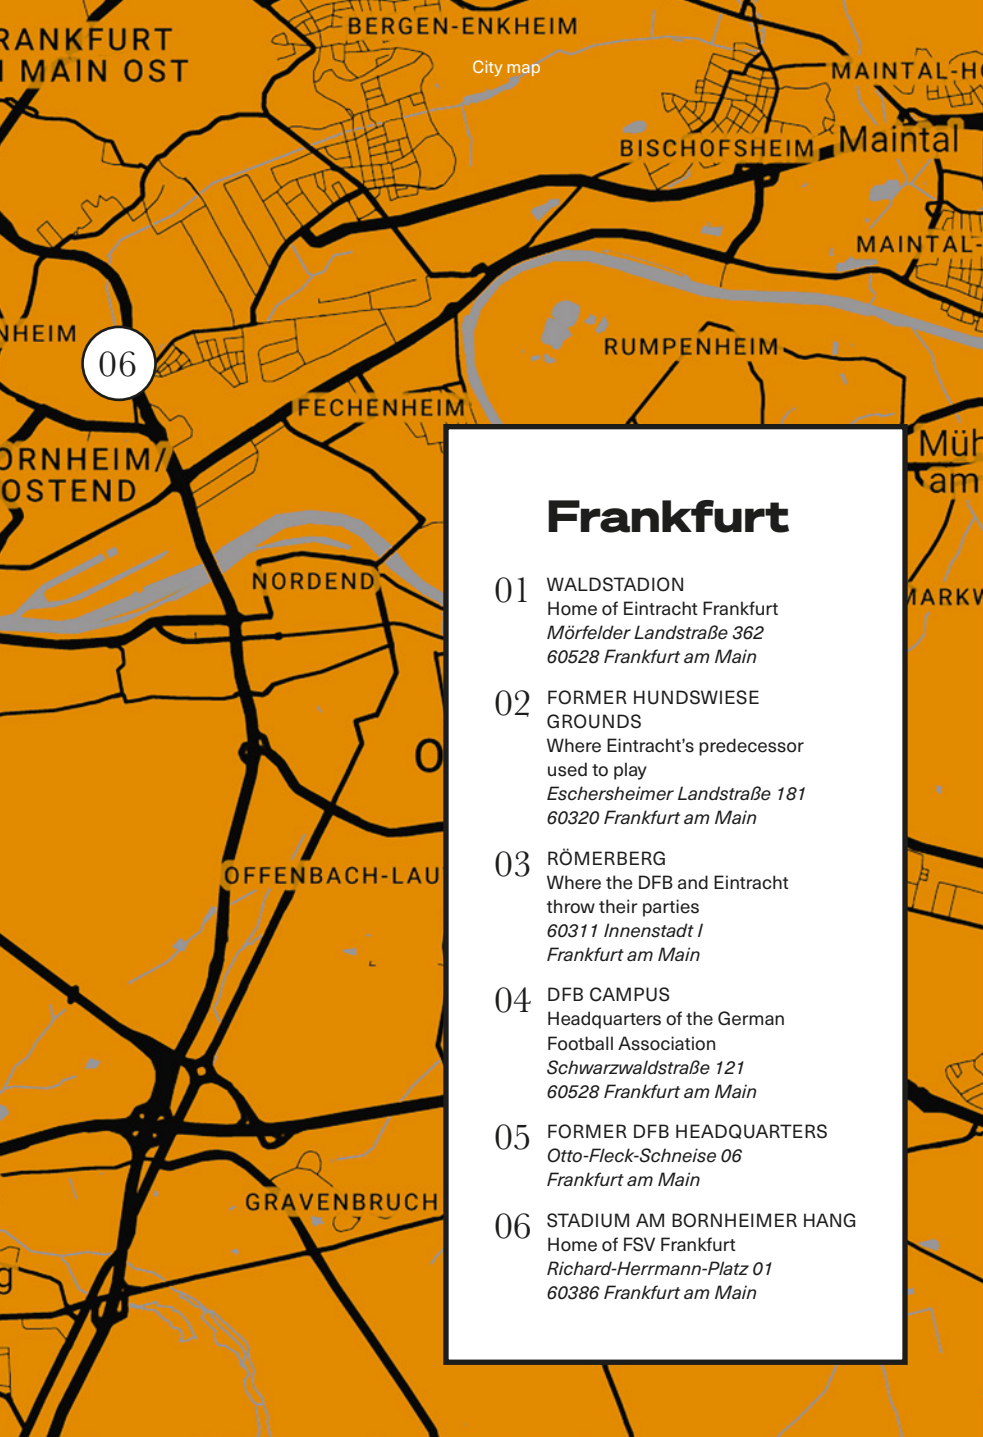 RANKFURT
MAIN OST
BERGEN-ENKHEIM
City map
MAINTAL-HO
BISCHOFSHEIM
Maintal
MAINTAL-
NHEIM
06
RUMPENHEIM
FECHENHEIM
ORNHEIM/
OSTEND
Müh
am
NORDEND
MARKW
O
OFFENBACH-LAU
GRAVENBRUCH
g
Frankfurt
01 WALDSTADION
Home of Eintracht Frankfurt
Mörfelder Landstraße 362
60528 Frankfurt am Main
02 FORMER HUNDSWIESE
GROUNDS
Where Eintracht’s predecessor
used to play
Eschersheimer Landstraße 181
60320 Frankfurt am Main
03 RÖMERBERG
Where the DFB and Eintracht
throw their parties
60311 Innenstadt I
Frankfurt am Main
04 DFB CAMPUS
Headquarters of the German
Football Association
Schwarzwaldstraße 121
60528 Frankfurt am Main
05 FORMER DFB HEADQUARTERS
Otto-Fleck-Schneise 06
Frankfurt am Main
06 STADIUM AM BORNHEIMER HANG
Home of FSV Frankfurt
Richard-Herrmann-Platz 01
60386 Frankfurt am Main